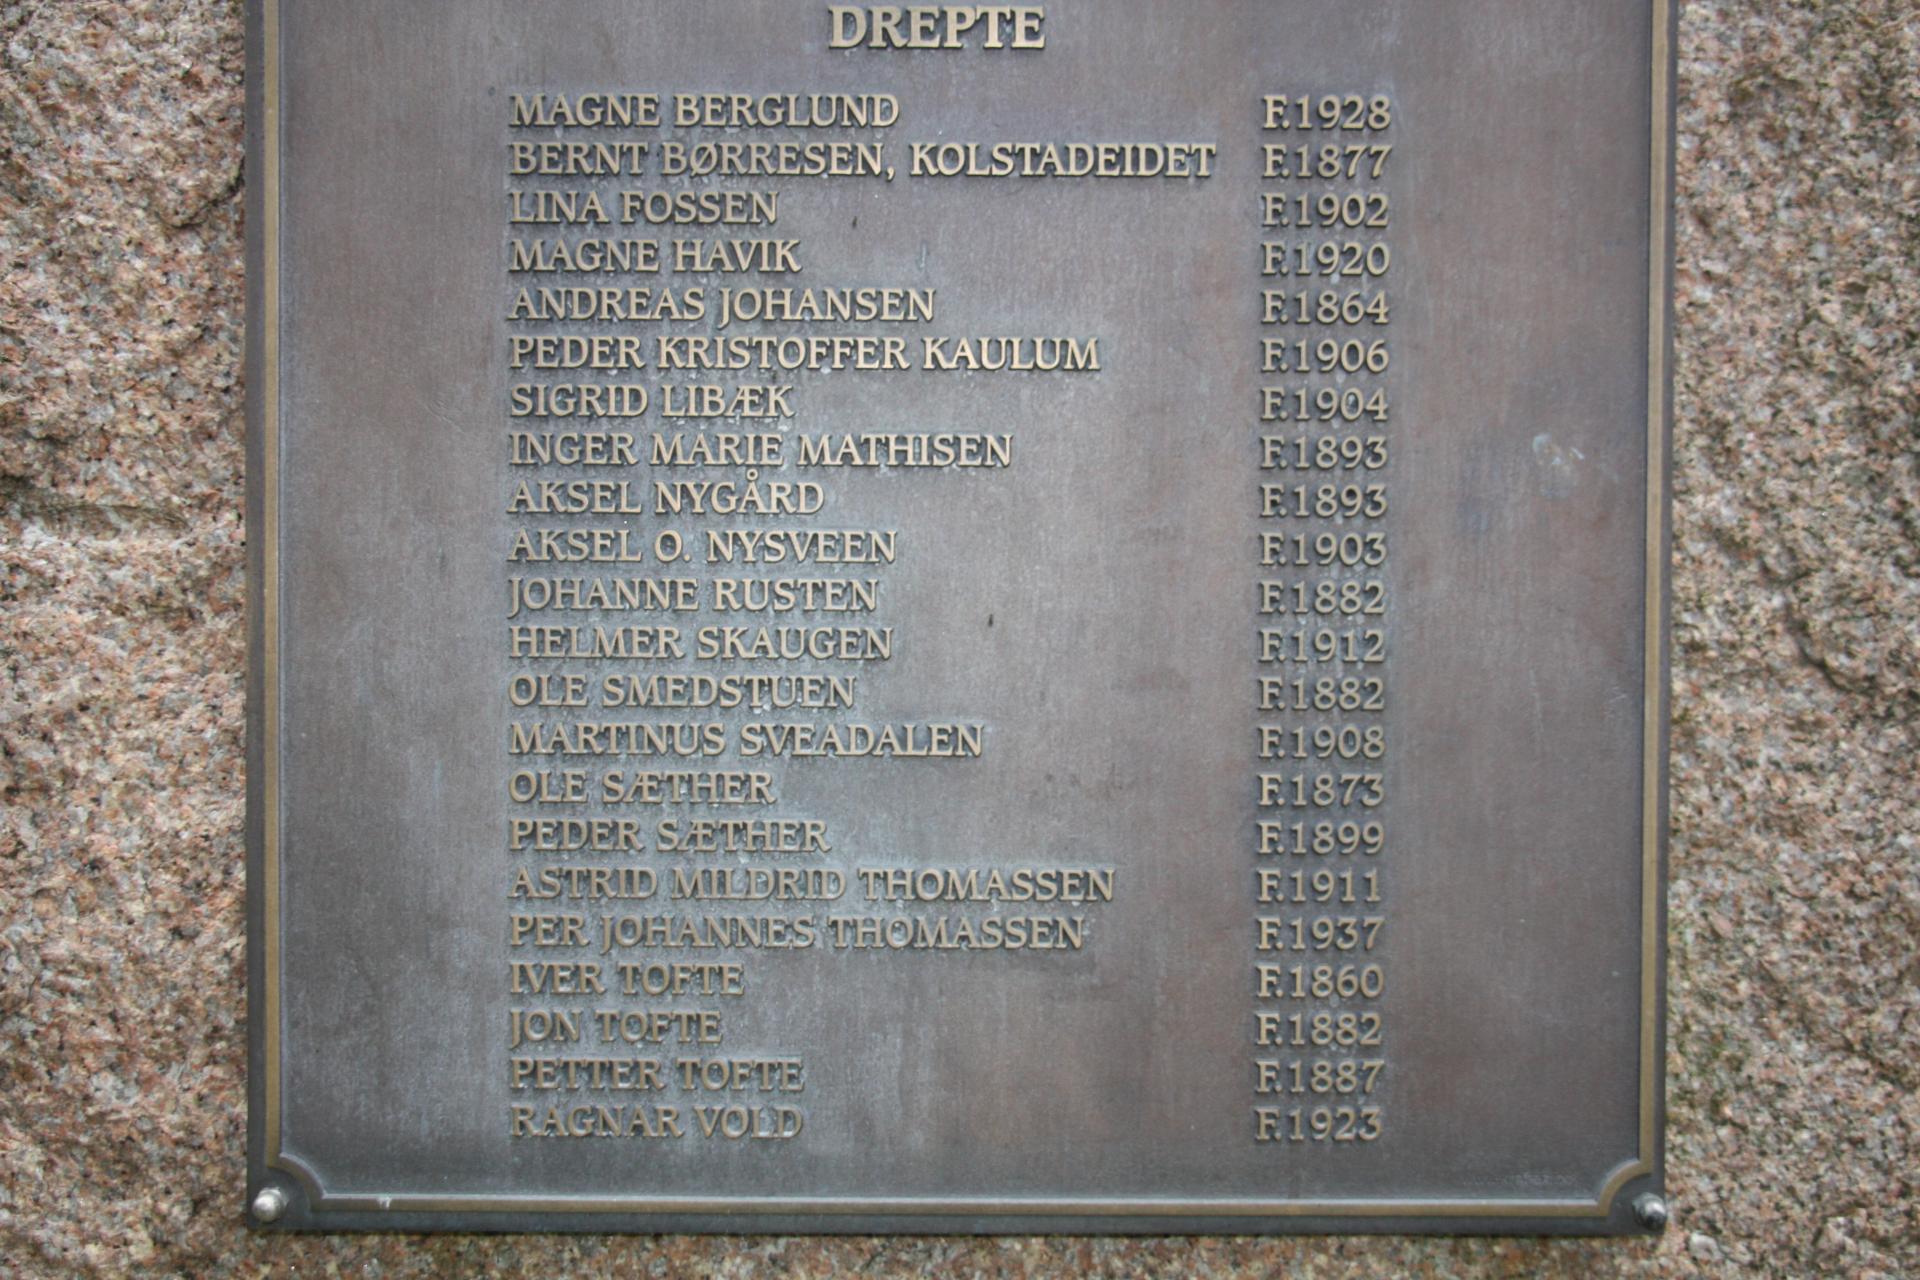 DREPTE
MAGNE BERGLUND F.1928
BERNT BØRRESEN, KOLSTADEIDET F.1877
LINA FOSSEN F.1902
MAGNE HAVIK F.1920
ANDREAS JOHANSEN F.1864
PEDER KRISTOFFER KAULUM F.1906
SIGRID LIBÆK F.1904
INGER MARIE MATHISEN F.1893
AKSEL NYGÅRD F.1893
AKSEL O. NYSVEEN F.1903
JOHANNE RUSTEN F.1882
HELMER SKAUGEN F.1912
OLE SMEDSTUEN F.1882
MARTINUS SVEADALEN F.1908
OLE SÆTHER F.1873
PEDER SÆTHER F.1899
ASTRID MILDRID THOMASSEN F.1911
PER JOHANNES THOMASSEN F.1937
IVER TOFTE F.1860
JON TOFTE F.1882
PETTER TOFTE F.1887
RAGNAR VOLD F.1923